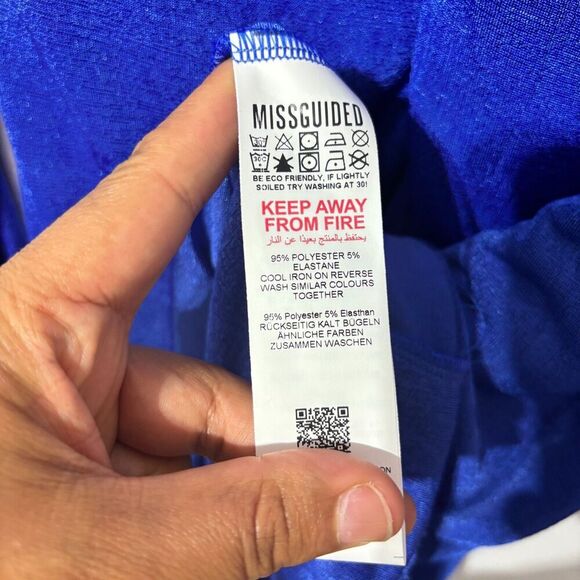 MISSGUIDED
BE ECO FRIENDLY, IF LIGHTLY
SOILED TRY WASHING AT 30!
KEEP AWAY
FROM FIRE
يحتفظ بالمنتج بعيدًا عن النار
95% POLYESTER 5%
ELASTANE
COOL IRON ON REVERSE
WASH SIMILAR COLOURS
TOGETHER
95% Polyester 5% Elasthan
RÜCKSEITIG KALT BÜGELN
ÄHNLICHE FARBEN
ZUSAMMEN WASCHEN